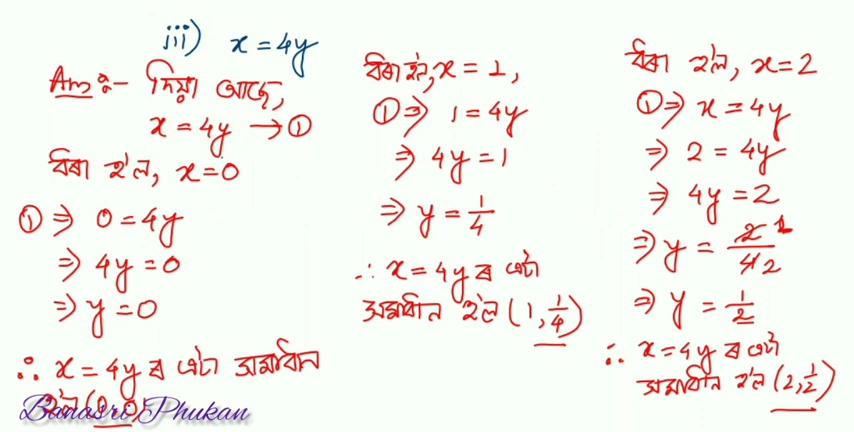 iii) x = 4y
Ans :- দিয়া আছে,
x = 4y → ①
ধৰা হ'ল, x = 0
① ⇒ 0 = 4y
⇒ 4y = 0
⇒ y = 0
∴ x = 4y ৰ এটা সমাধান
হ'ল (0, 0)
ধৰা হ'ল, x = 1,
① ⇒ 1 = 4y
⇒ 4y = 1
⇒ y = 1/4
∴ x = 4y ৰ এটা
সমাধান হ'ল (1, 1/4)
ধৰা হ'ল, x = 2
① ⇒ x = 4y
⇒ 2 = 4y
⇒ 4y = 2
⇒ y = 2 1/4 2
⇒ y = 1/2
∴ x = 4y ৰ এটা
সমাধান হ'ল (2, 1/2)
Banasri Phukan